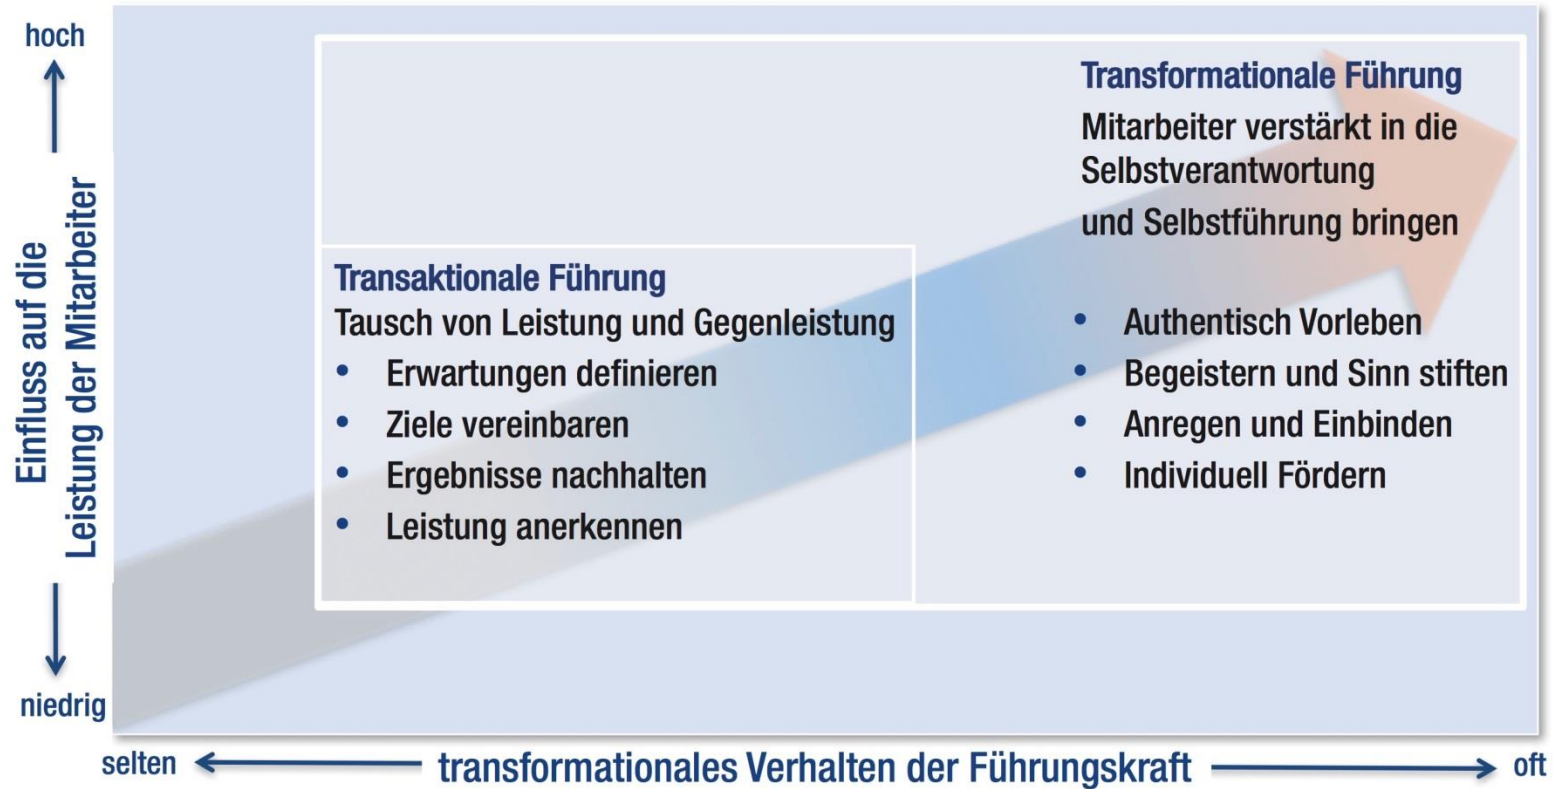 hoch
Einfluss auf die
Leistung der Mitarbeiter
niedrig
Transformationale Führung
Mitarbeiter verstärkt in die
Selbstverantwortung
und Selbstführung bringen
• Authentisch Vorleben
• Begeistern und Sinn stiften
• Anregen und Einbinden
• Individuell Fördern
Transaktionale Führung
Tausch von Leistung und Gegenleistung
• Erwartungen definieren
• Ziele vereinbaren
• Ergebnisse nachhalten
• Leistung anerkennen
selten
transformationales Verhalten der Führungskraft
oft